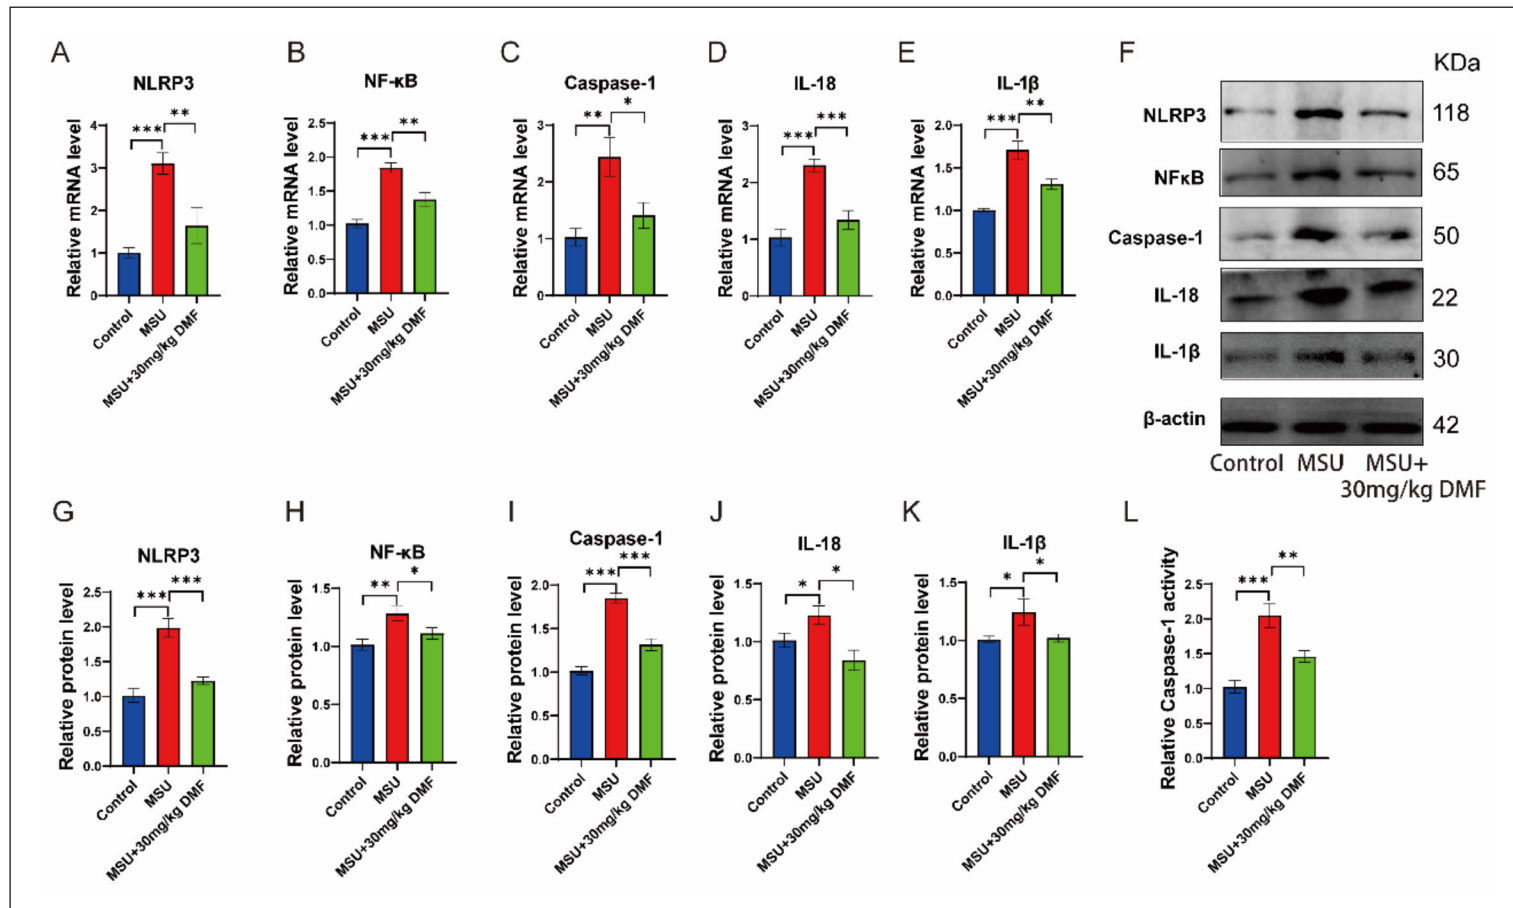 A
NLRP3
Relative mRNA level
4
3
2
1
0
***
**
Control
MSU
MSU+30mg/kg DMF
B
NF-κB
Relative mRNA level
2.5
2.0
1.5
1.0
0.5
0.0
***
**
Control
MSU
MSU+30mg/kg DMF
C
Caspase-1
Relative mRNA level
3
2
1
0
**
*
Control
MSU
MSU+30mg/kg DMF
D
IL-18
Relative mRNA level
3
2
1
0
***
***
Control
MSU
MSU+30mg/kg DMF
E
IL-1β
Relative mRNA level
2.0
1.5
1.0
0.5
0.0
***
**
Control
MSU
MSU+30mg/kg DMF
F
KDa
NLRP3 118
NFκB 65
Caspase-1 50
IL-18 22
IL-1β 30
β-actin 42
Control MSU MSU+
30mg/kg DMF
G
NLRP3
Relative protein level
2.5
2.0
1.5
1.0
0.5
0.0
***
***
Control
MSU
MSU+30mg/kg DMF
H
NF-κB
Relative protein level
1.5
1.0
0.5
0.0
**
*
Control
MSU
MSU+30mg/kg DMF
I
Caspase-1
Relative protein level
2.0
1.5
1.0
0.5
0.0
***
***
Control
MSU
MSU+30mg/kg DMF
J
IL-18
Relative protein level
1.5
1.0
0.5
0.0
*
*
Control
MSU
MSU+30mg/kg DMF
K
IL-1β
Relative protein level
1.5
1.0
0.5
0.0
*
*
Control
MSU
MSU+30mg/kg DMF
L
Relative Caspase-1 activity
2.5
2.0
1.5
1.0
0.5
0.0
***
**
Control
MSU
MSU+30mg/kg DMF